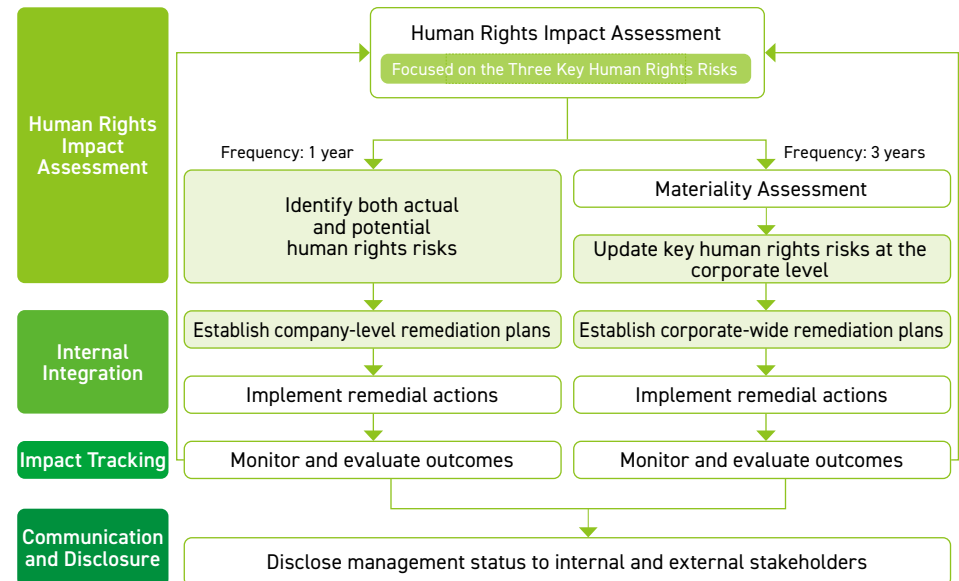 Human Rights Impact Assessment
Focused on the Three Key Human Rights Risks
Human Rights
Impact
Assessment
Frequency: 1 year
Frequency: 3 years
Identify both actual
and potential
human rights risks
Materiality Assessment
Update key human rights risks at the
corporate level
Internal
Integration
Establish company-level remediation plans
Establish corporate-wide remediation plans
Implement remedial actions
Implement remedial actions
Impact Tracking
Monitor and evaluate outcomes
Monitor and evaluate outcomes
Communication
and Disclosure
Disclose management status to internal and external stakeholders